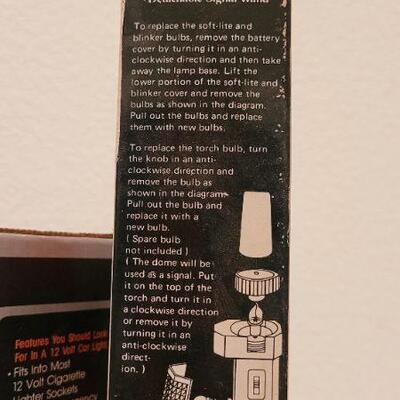 Detachable Signal Wand
To replace the soft-lite and
blinker bulbs, remove the battery
cover by turning it in an anti-
clockwise direction and then take
away the lamp base. Lift the
lower portion of the soft-lite and
blinker cover and remove the
bulbs as shown in the diagram.
Pull out the bulbs and replace
them with new bulbs.
To replace the torch bulb, turn
the knob in an anti-
clockwise direction and
remove the bulb as
shown in the diagram.
Pull out the bulb and
replace it with a
new bulb.
( Spare bulb
not included )
( The dome will be
used as a signal. Put
it on the top of the
torch and turn it in
a clockwise direction
or remove it by
turning it in an
anti-clockwise
direct-
ion. )
Features You Should Look
For In A 12 Volt Car Light
• Fits Into Most
12 Volt Cigarette
Lighter Sockets